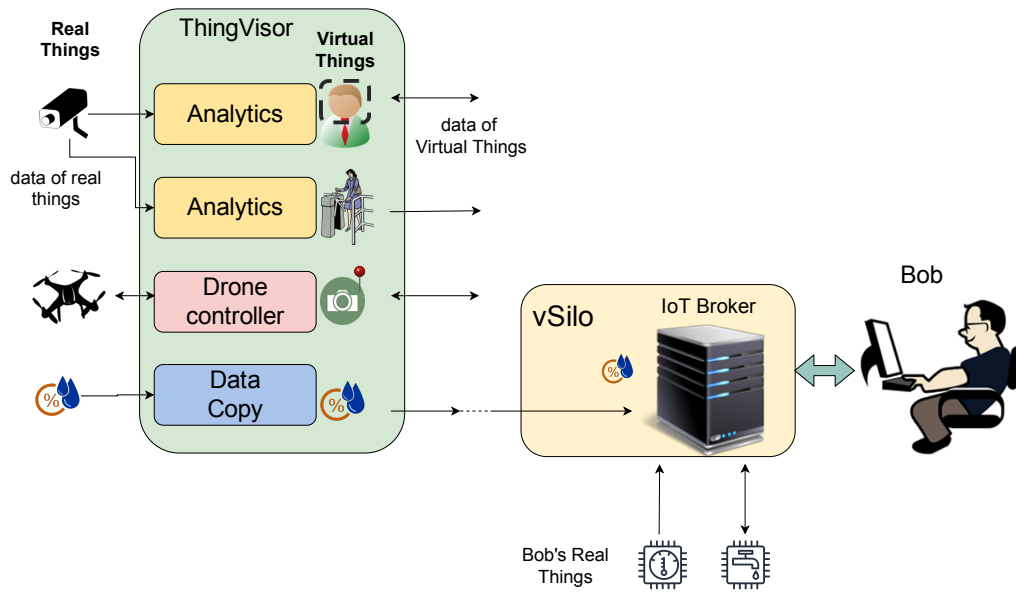 Real
Things
ThingVisor
Virtual
Things
Analytics
data of
Virtual Things
data of real
things
Analytics
Drone
controller
%
Data
Copy
%
vSilo
IoT Broker
%
Bob
Bob's Real
Things